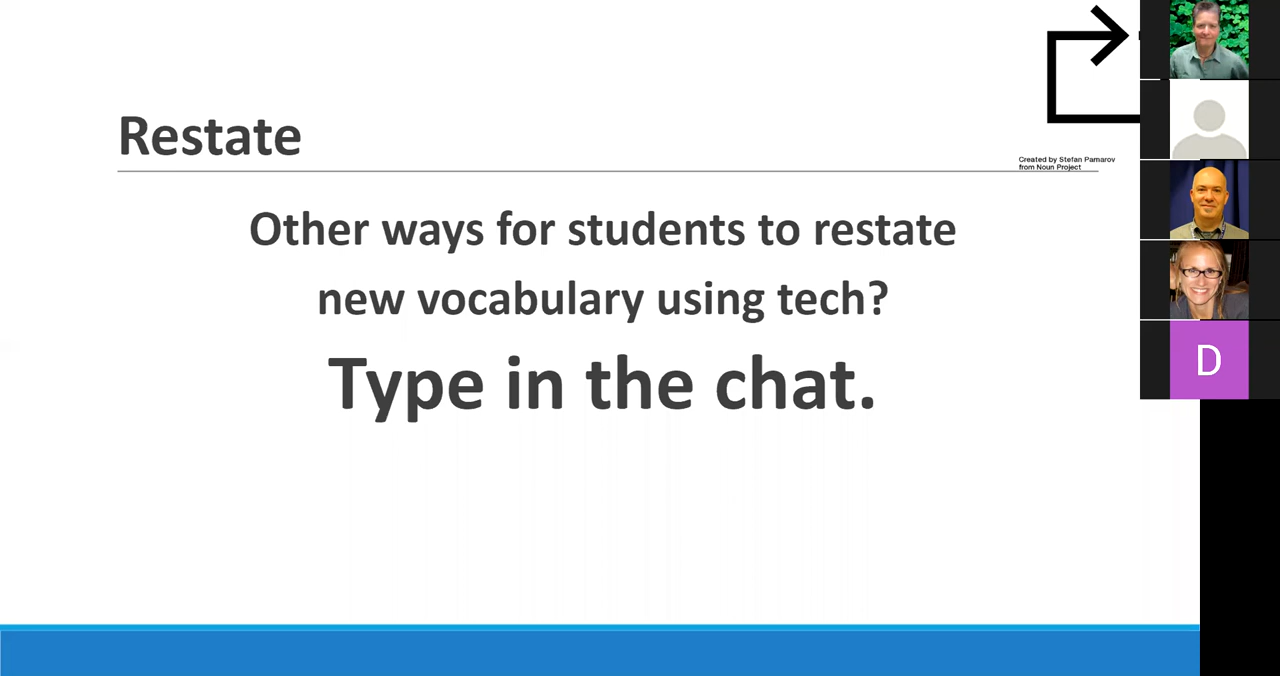 Restate
Created by Stefan Pamarov
from Noun Project
Other ways for students to restate
new vocabulary using tech?
Type in the chat.
D